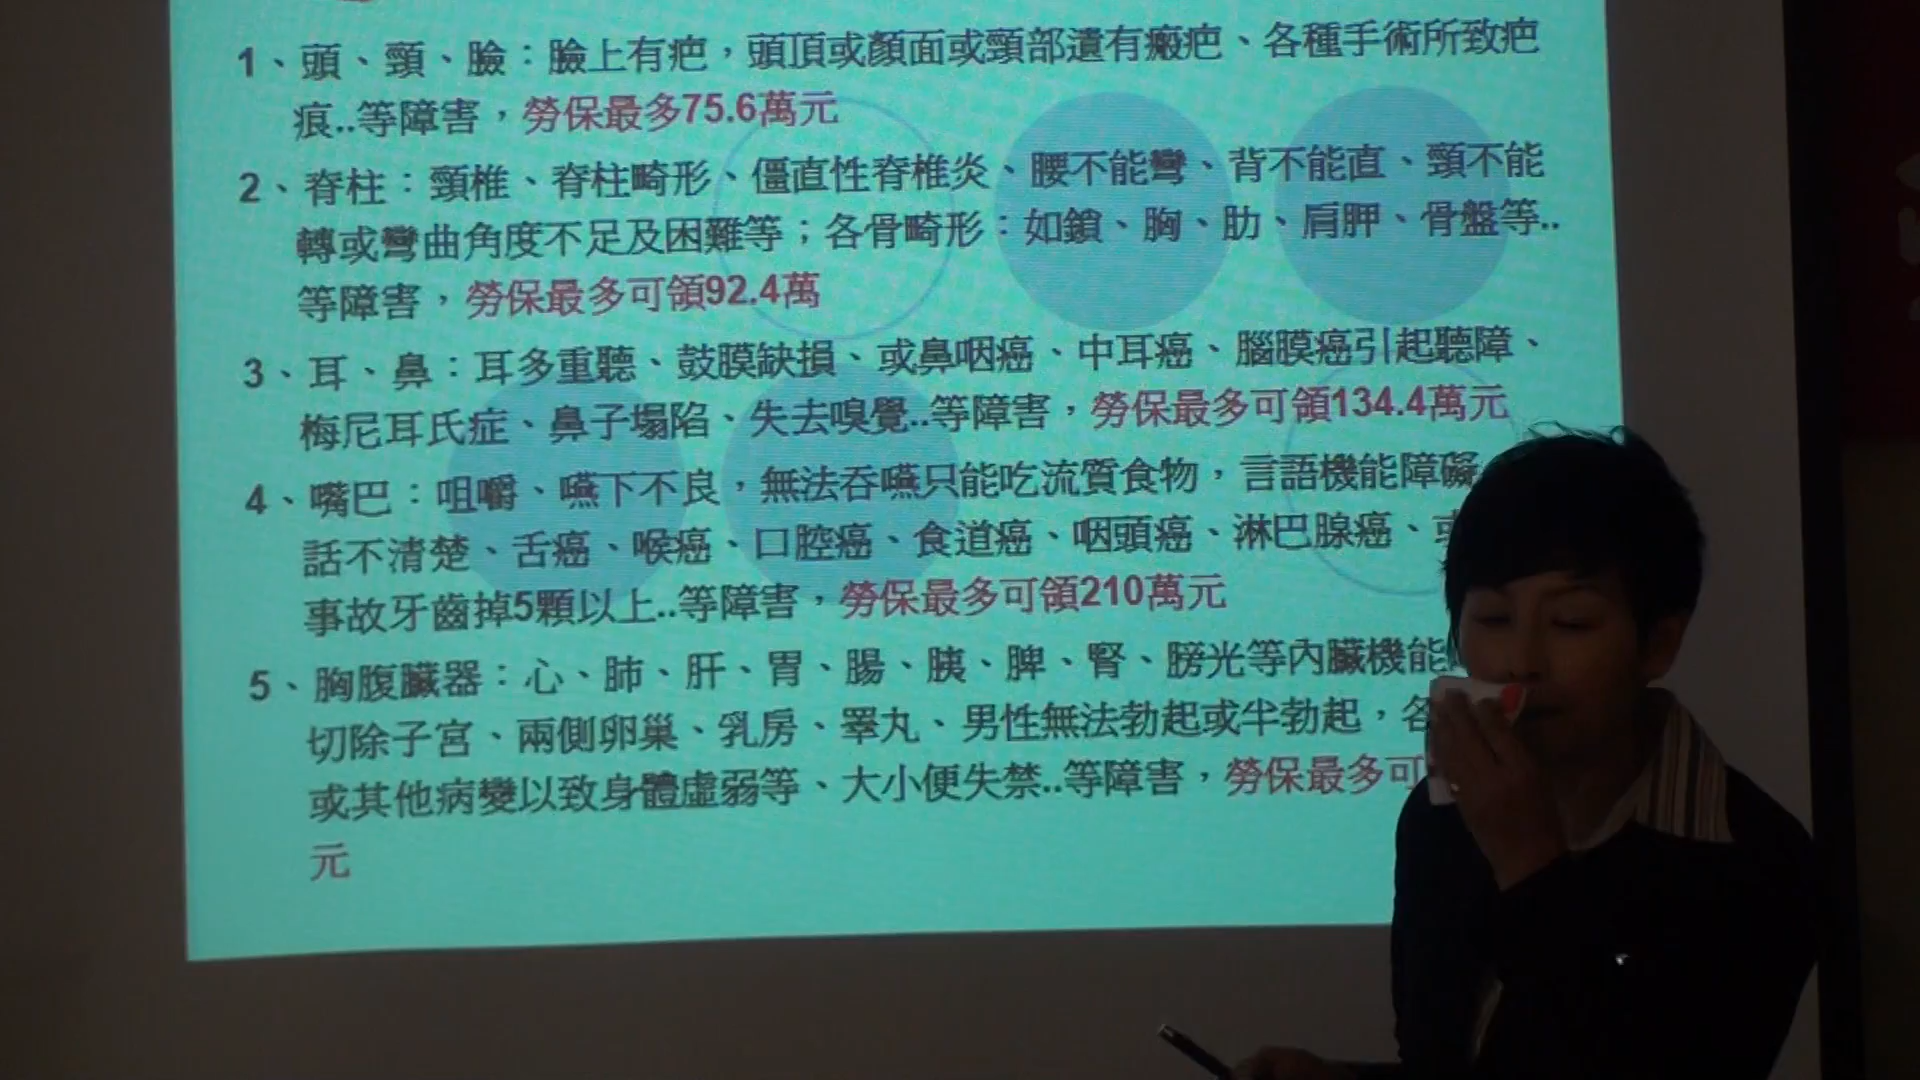 1、頭、頸、臉：臉上有疤，頭頂或顏面或頸部遺有瘢疤、各種手術所致疤
痕..等障害，勞保最多75.6萬元
2、脊柱：頸椎、脊柱畸形、僵直性脊椎炎、腰不能彎、背不能直、頸不能
轉或彎曲角度不足及困難等；各骨畸形：如鎖、胸、肋、肩胛、骨盤等..
等障害，勞保最多可領92.4萬
3、耳、鼻：耳多重聽、鼓膜缺損、或鼻咽癌、中耳癌、腦膜癌引起聽障、
梅尼耳氏症、鼻子塌陷、失去嗅覺..等障害，勞保最多可領134.4萬元
4、嘴巴：咀嚼、嚥下不良，無法吞嚥只能吃流質食物，言語機能障礙
話不清楚、舌癌、喉癌、口腔癌、食道癌、咽頭癌、淋巴腺癌、
事故牙齒掉5顆以上..等障害，勞保最多可領210萬元
5、胸腹臟器：心、肺、肝、胃、腸、胰、脾、腎、膀光等內臟機能
切除子宮、兩側卵巢、乳房、睪丸、男性無法勃起或半勃起，各
或其他病變以致身體虛弱等、大小便失禁..等障害，勞保最多可
元